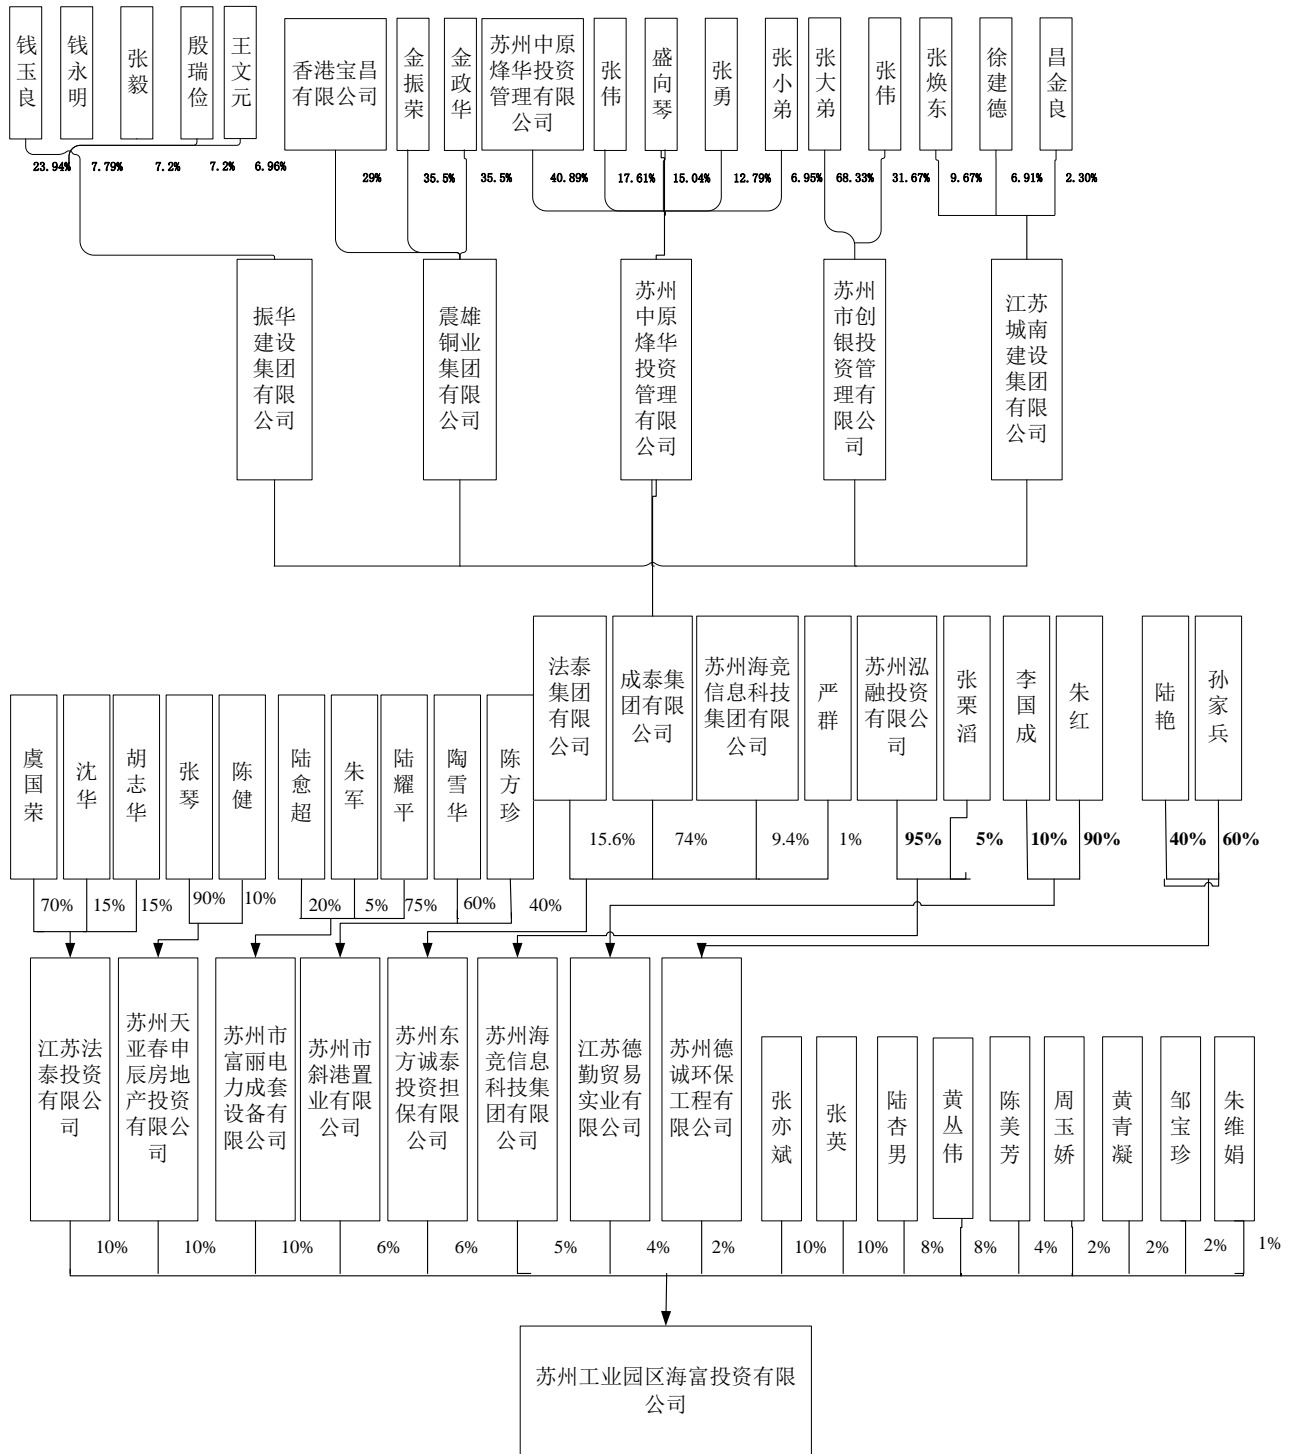 钱玉良
钱永明
张毅
殷瑞俭
王文元
香港宝昌
有限公司
金振荣
金政华
苏州中原
烽华投资
管理有限
公司
张伟
盛向琴
张勇
张小弟
张大弟
张伟
张焕东
徐建德
昌金良
23.94%
7.79%
7.2%
7.2%
6.96%
29%
35.5%
35.5%
40.89%
17.61%
15.04%
12.79%
6.95%
68.33%
31.67%
9.67%
6.91%
2.30%
振华
建设
集团
有限
公司
震雄
铜业
集团
有限
公司
苏州
中原
烽华
投资
管理
有限
公司
苏州
市创
银投
资管
理有
限公
司
江苏
城南
建设
集团
有限
公司
法泰
集团
有限
公司
成泰集
团有限
公司
苏州海竞
信息科技
集团有限
公司
严群
苏州泓
融投资
有限公
司
张栗滔
李国成
朱红
陆艳
孙家兵
虞国荣
沈华
胡志华
张琴
陈健
陆愈超
朱军
陆耀平
陶雪华
陈方珍
15.6%
74%
9.4%
1%
95%
5%
10%
90%
40%
60%
70%
15%
15%
90%
10%
20%
5%
75%
60%
40%
江苏法
泰投资
有限公
司
苏州天
亚春申
辰房地
产投资
有限公
司
苏州市
富丽电
力成套
设备有
限公司
苏州市
斜港置
业有限
公司
苏州东
方诚泰
投资担
保有限
公司
苏州海
竞信息
科技集
团有限
公司
江苏德
勤贸易
实业有
限公司
苏州德
诚环保
工程有
限公司
张亦斌
张英
陆杏男
黄丛伟
陈美芳
周玉娇
黄青凝
邹宝珍
朱维娟
10%
10%
10%
6%
6%
5%
4%
2%
10%
10%
8%
8%
4%
2%
2%
2%
1%
苏州工业园区海富投资有限
公司